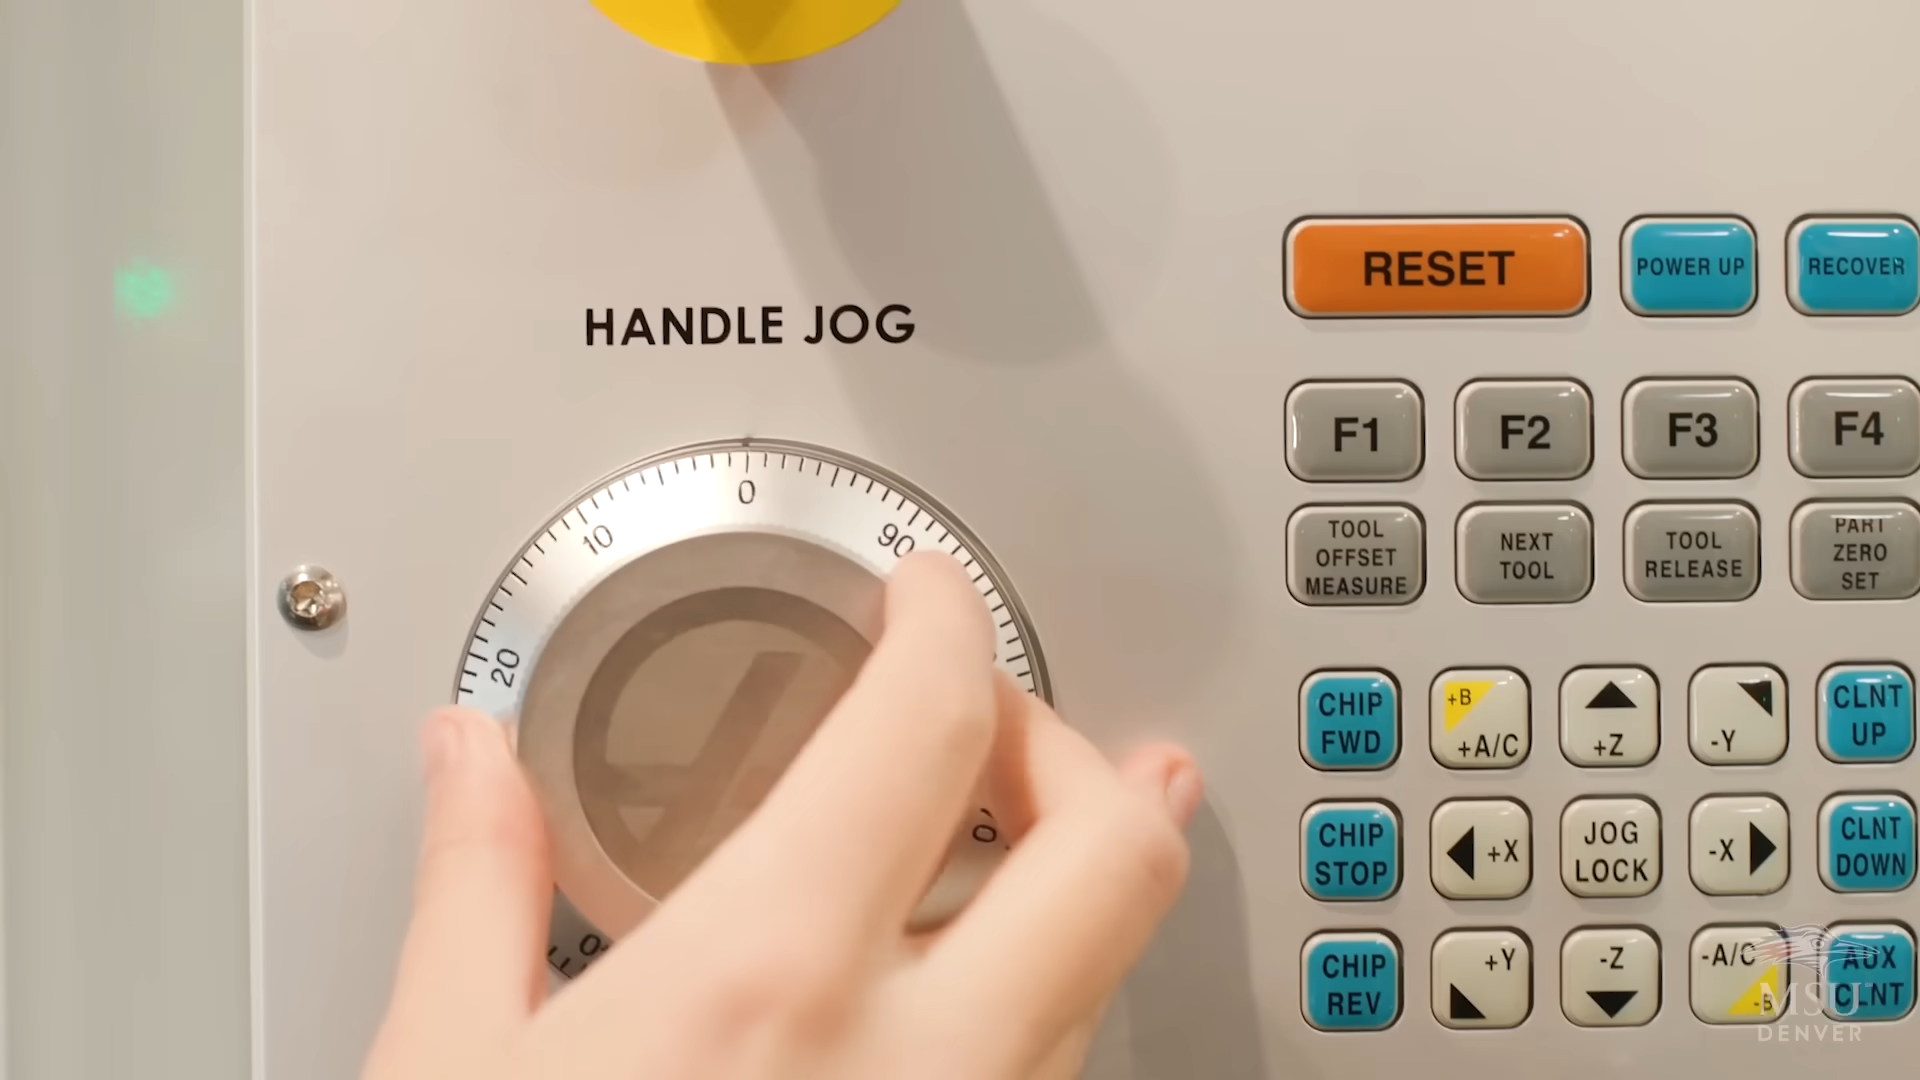 HANDLE JOG
0
10
90
20
RESET
POWER UP
RECOVER
F1
F2
F3
F4
TOOL
OFFSET
MEASURE
NEXT
TOOL
TOOL
RELEASE
PART
ZERO
SET
CHIP
FWD
+B
+A/C
+Z
-Y
CLNT
UP
CHIP
STOP
+X
JOG
LOCK
-X
CLNT
DOWN
CHIP
REV
+Y
-Z
-A/C
-B
AUX
CLNT
MSU
DENVER